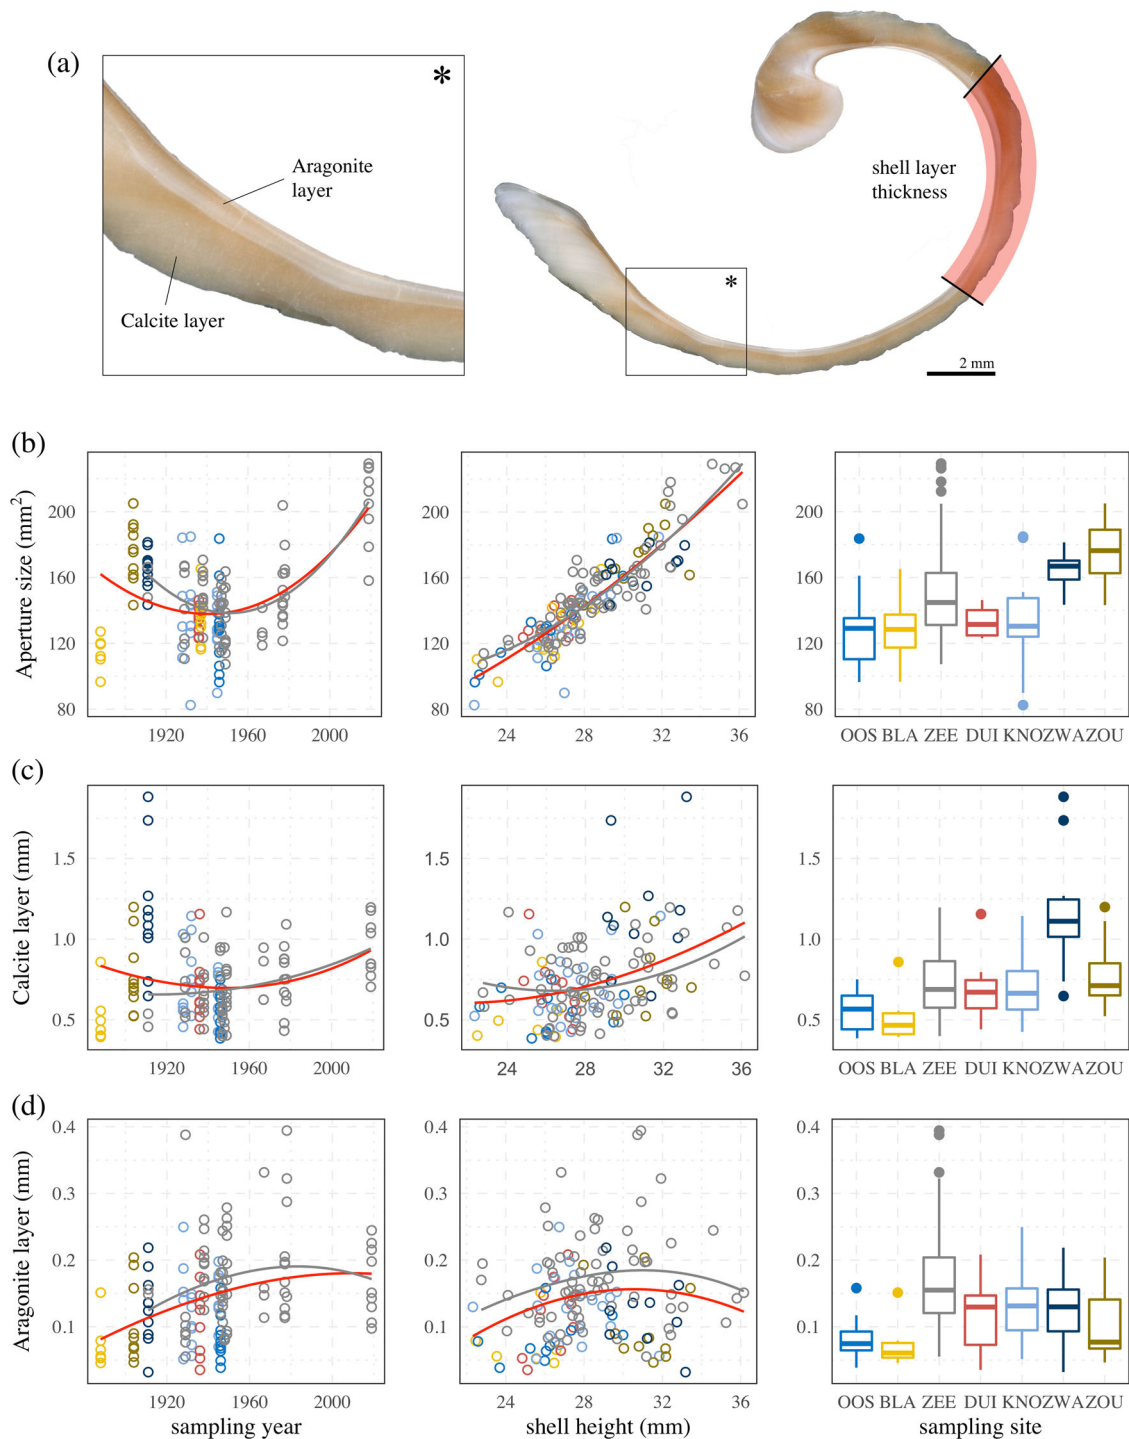 (a)
*
Aragonite
layer
Calcite layer
shell layer
thickness
*
2 mm
(b)
Aperture size (mm²)
200
160
120
80
1920 1960 2000
200
160
120
80
24 28 32 36
200
160
120
80
OOS BLA ZEE DUI KNO ZWA ZOU
(c)
Calcite layer (mm)
1.5
1.0
0.5
1920 1960 2000
1.5
1.0
0.5
24 28 32 36
1.5
1.0
0.5
OOS BLA ZEE DUI KNO ZWA ZOU
(d)
Aragonite layer (mm)
0.4
0.3
0.2
0.1
1920 1960 2000
sampling year
0.4
0.3
0.2
0.1
24 28 32 36
shell height (mm)
0.4
0.3
0.2
0.1
OOS BLA ZEE DUI KNO ZWA ZOU
sampling site